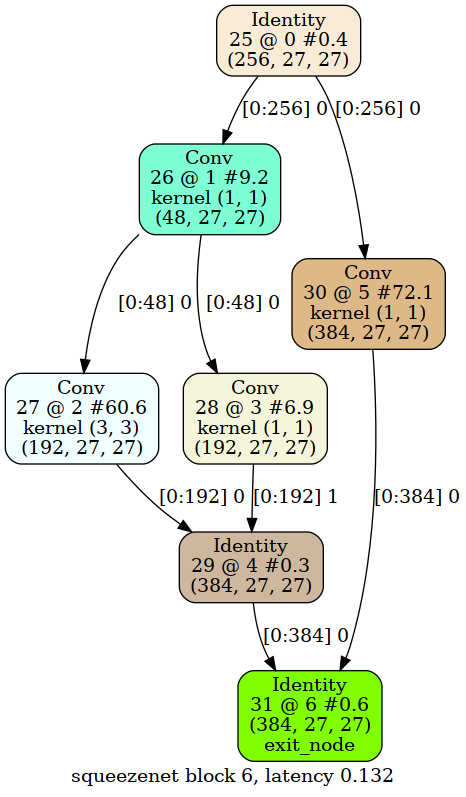 Identity
25 @ 0 #0.4
(256, 27, 27)
[0:256] 0
[0:256] 0
Conv
26 @ 1 #9.2
kernel (1, 1)
(48, 27, 27)
Conv
30 @ 5 #72.1
kernel (1, 1)
(384, 27, 27)
[0:48] 0
[0:48] 0
Conv
27 @ 2 #60.6
kernel (3, 3)
(192, 27, 27)
Conv
28 @ 3 #6.9
kernel (1, 1)
(192, 27, 27)
[0:192] 0
[0:192] 1
[0:384] 0
Identity
29 @ 4 #0.3
(384, 27, 27)
[0:384] 0
Identity
31 @ 6 #0.6
(384, 27, 27)
exit_node
squeezenet block 6, latency 0.132